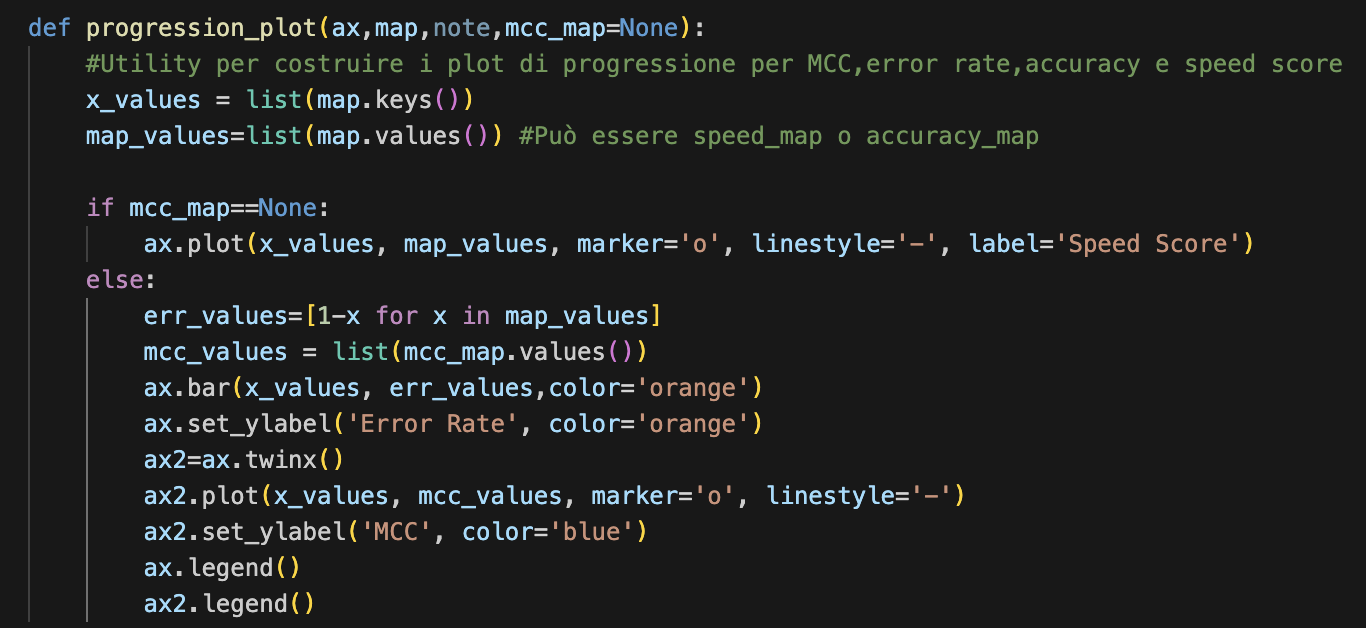 def progression_plot(ax,map,note,mcc_map=None):
    #Utility per costruire i plot di progressione per MCC,error rate,accuracy e speed score
    x_values = list(map.keys())
    map_values=list(map.values()) #Può essere speed_map o accuracy_map

    if mcc_map==None:
        ax.plot(x_values, map_values, marker='o', linestyle='-', label='Speed Score')
    else:
        err_values=[1-x for x in map_values]
        mcc_values = list(mcc_map.values())
        ax.bar(x_values, err_values,color='orange')
        ax.set_ylabel('Error Rate', color='orange')
        ax2=ax.twinx()
        ax2.plot(x_values, mcc_values, marker='o', linestyle='-')
        ax2.set_ylabel('MCC', color='blue')
        ax.legend()
        ax2.legend()